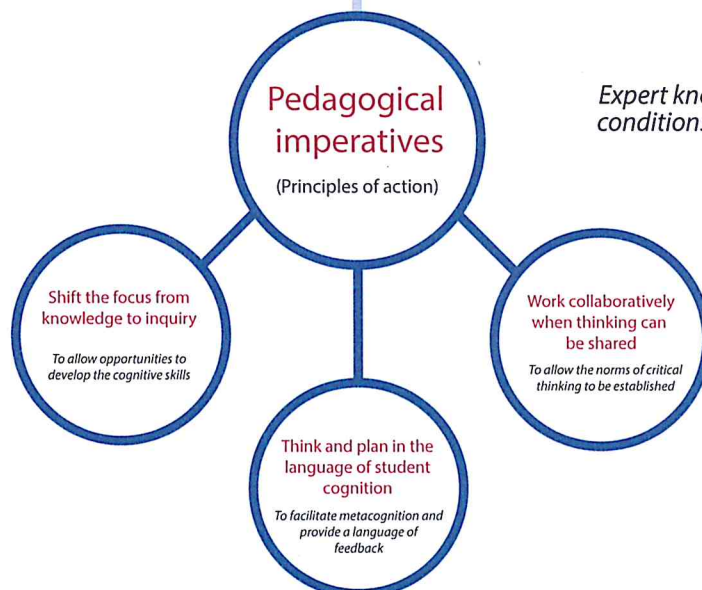 Pedagogical
imperatives
(Principles of action)
Expert
Shift the focus from
knowledge to inquiry
To allow opportunities to
develop the cognitive skills
Work collaboratively
when thinking can
be shared
To allow the norms of critical
thinking to be established
Think and plan in the
language of student
cognition
To facilitate metacognition and
provide a language of
feedback